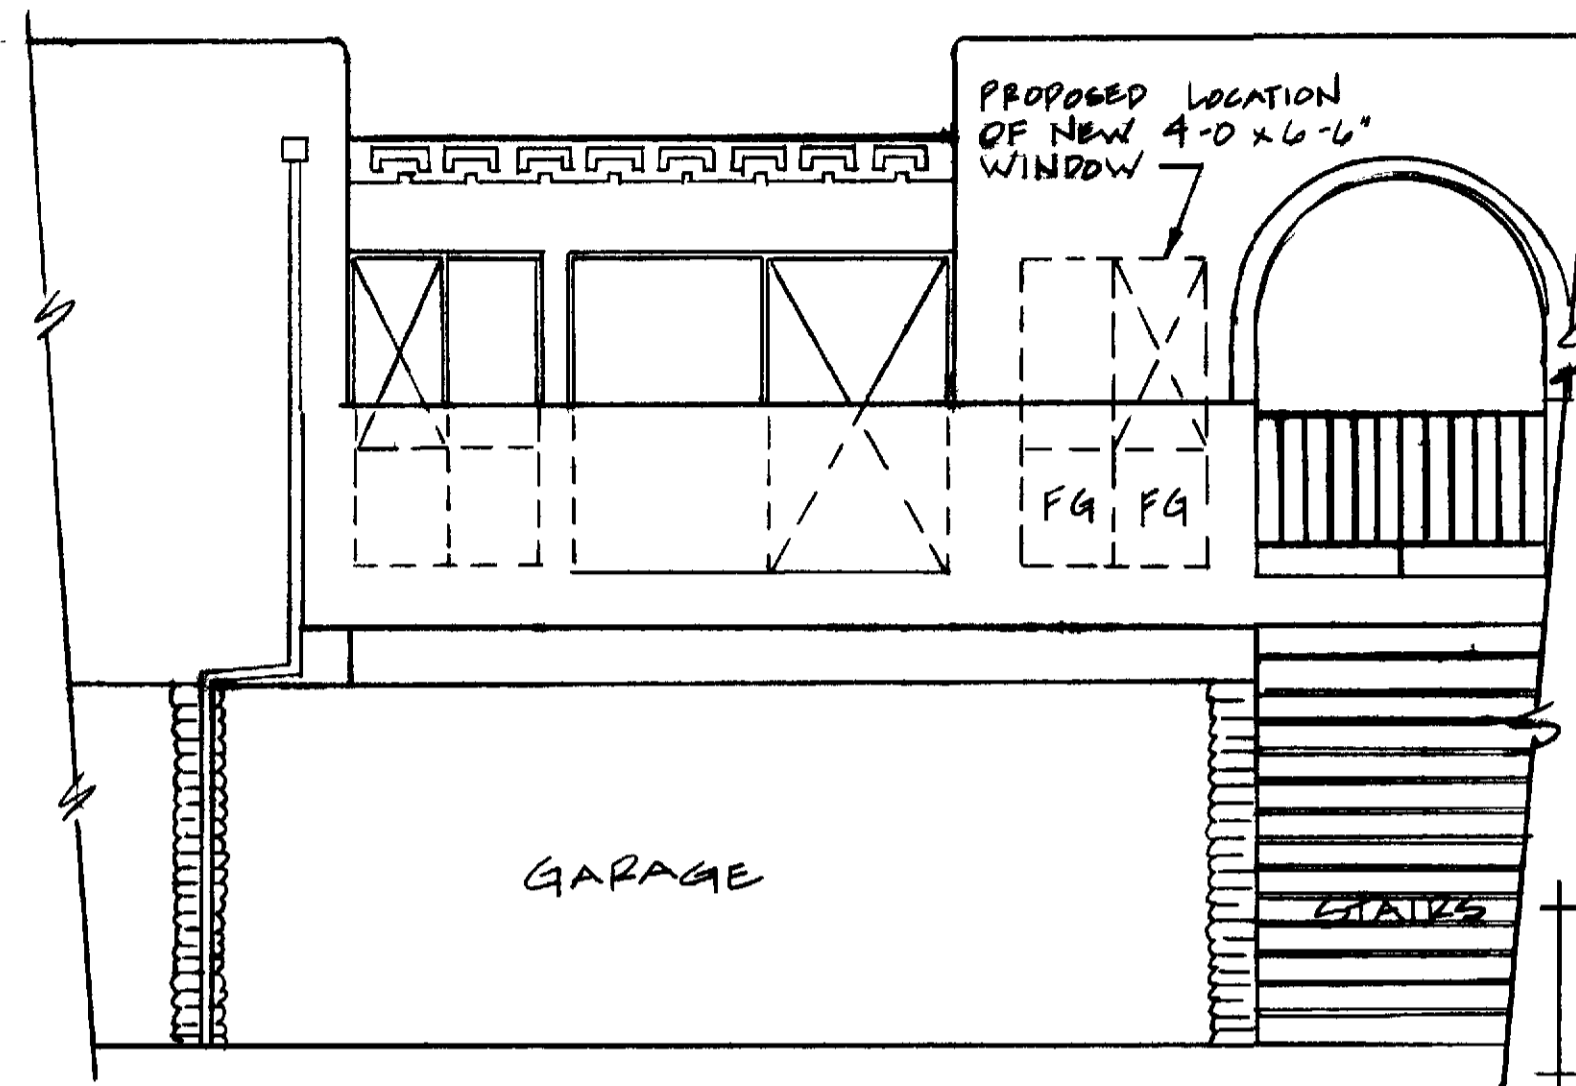 PROPOSED LOCATION
OF NEW 4-0 x 6-6"
WINDOW
FG FG
GARAGE
STAIRS